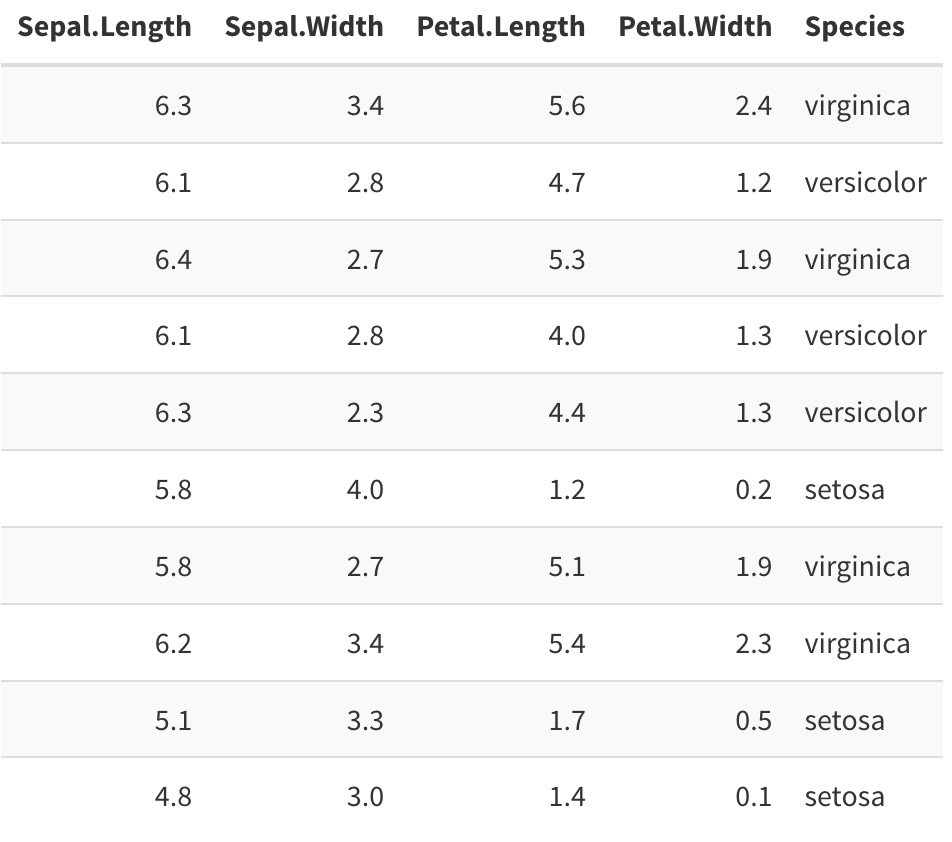 Sepal.Length Sepal.Width Petal.Length Petal.Width Species
6.3 3.4 5.6 2.4 virginica
6.1 2.8 4.7 1.2 versicolor
6.4 2.7 5.3 1.9 virginica
6.1 2.8 4.0 1.3 versicolor
6.3 2.3 4.4 1.3 versicolor
5.8 4.0 1.2 0.2 setosa
5.8 2.7 5.1 1.9 virginica
6.2 3.4 5.4 2.3 virginica
5.1 3.3 1.7 0.5 setosa
4.8 3.0 1.4 0.1 setosa